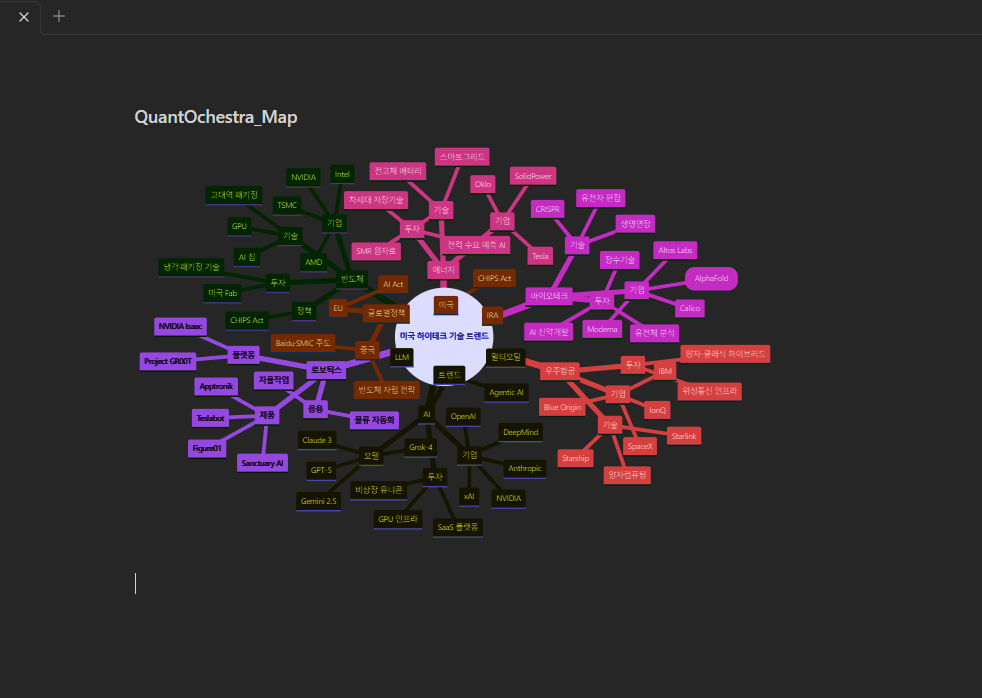 QuantOchestra_Map
스마트그리드
전고체 배터리
Oklo
SolidPower
차세대 저장기술
기술
기업
투자
전력 수요 예측 AI
SMR 원자로
Tesla
에너지
NVIDIA
Intel
고대역 패키징
TSMC
GPU
기술
기업
AI 칩
AMD
냉각·패키징 기술
투자
반도체
미국 Fab
정책
CHIPS Act
유전자 편집
CRISPR
생명연장
기술
Altos Labs
장수기술
AlphaFold
기업
바이오테크
투자
Calico
AI 신약개발
Moderna
유전체 분석
CHIPS Act
AI Act
미국
EU
글로벌정책
IRA
Baidu-SMIC 주도
중국
반도체 자립 전략
미국 하이테크 기술 트렌드
NVIDIA Isaac
플랫폼
Project GR00T
로보틱스
자율작업
Apptronik
응용
제품
Teslabot
물류 자동화
Figure01
Sanctuary AI
LLM
멀티모달
트렌드
Agentic AI
AI
OpenAI
DeepMind
Claude 3
Grok-4
모델
기업
GPT-5
Anthropic
투자
비상장 유니콘
Gemini 2.5
xAI
NVIDIA
GPU 인프라
SaaS 플랫폼
양자-클래식 하이브리드
투자
우주항공
IBM
위성통신 인프라
기업
Blue Origin
IonQ
기술
Starlink
SpaceX
Starship
양자컴퓨팅